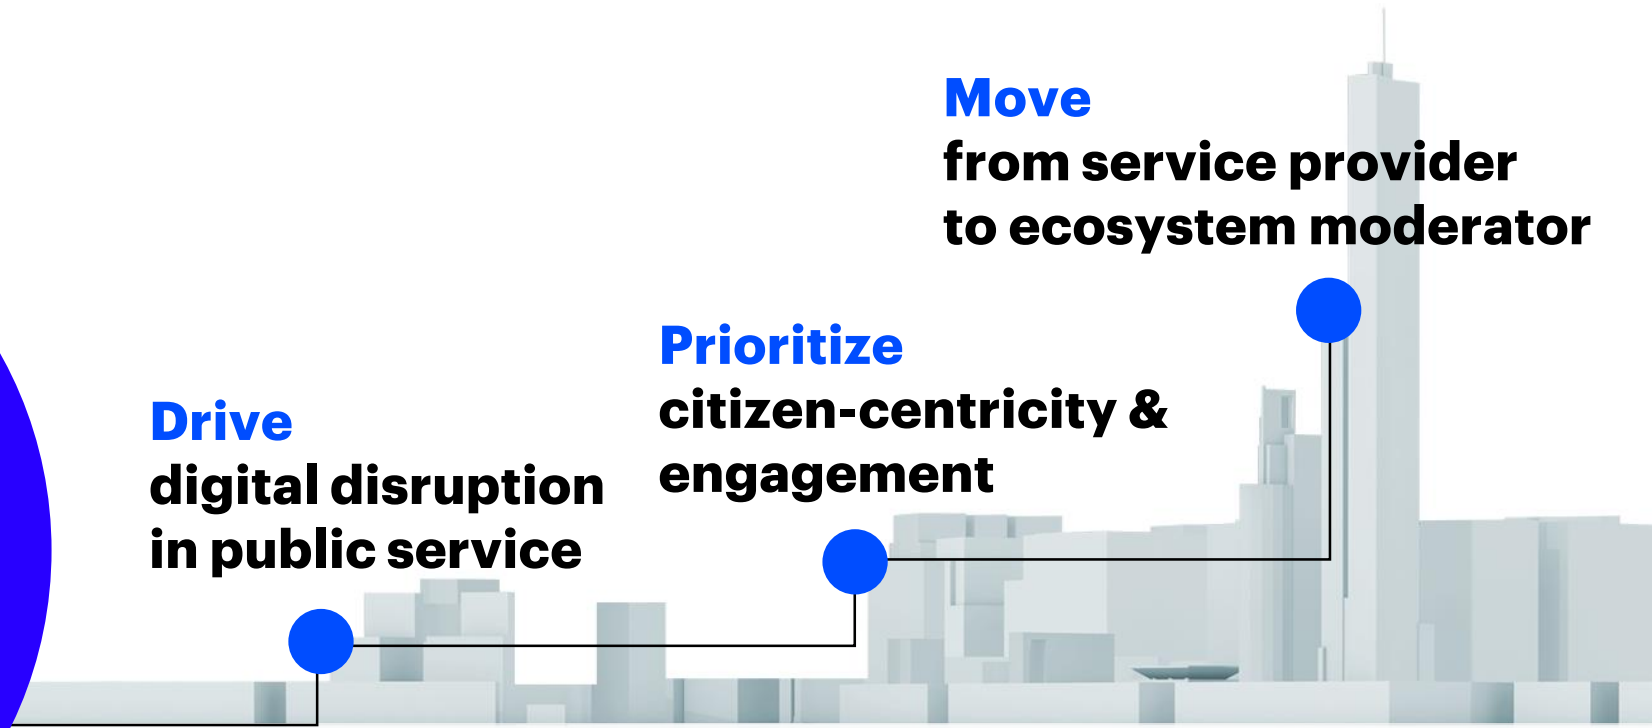 Drive
digital disruption
in public service
Prioritize
citizen-centricity &
engagement
Move
from service provider
to ecosystem moderator